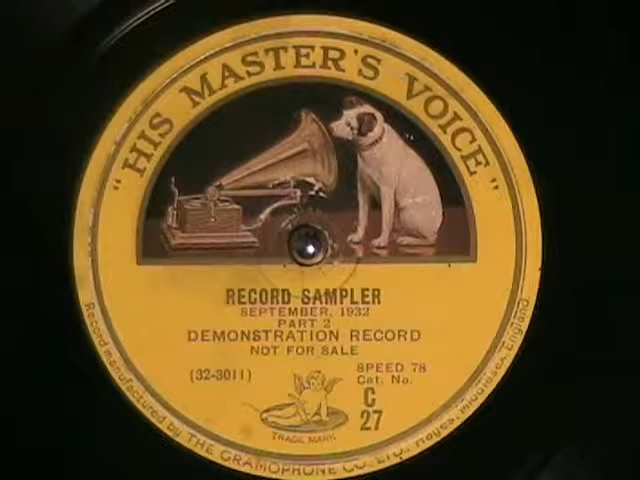 "HIS MASTER'S VOICE"
RECORD SAMPLER
SEPTEMBER, 1932
PART 2
DEMONSTRATION RECORD
NOT FOR SALE
(32-3011)
SPEED 78
Cat. No.
C
27
TRADE MARK
Record manufactured by THE GRAMOPHONE CO. LTD., Hayes, Middlesex, England.